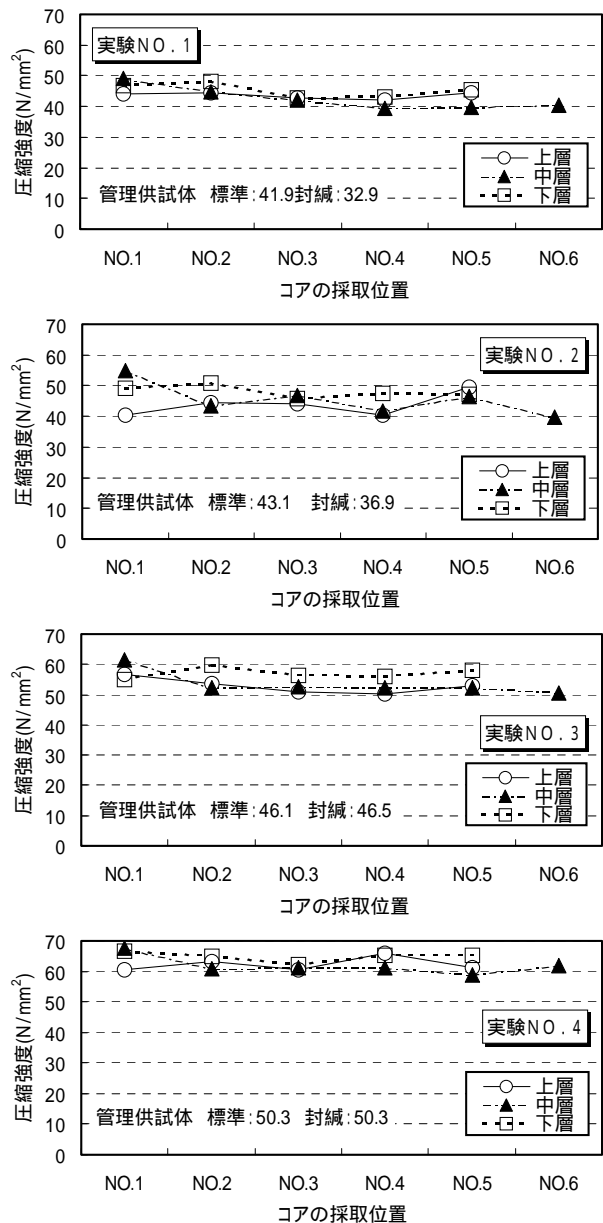 70
60
50
40
30
20
10
0
圧縮強度(N/mm²)
実験NO.1
上層
中層
下層
管理供試体 標準:41.9封緘:32.9
NO.1 NO.2 NO.3 NO.4 NO.5 NO.6
コアの採取位置
70
60
50
40
30
20
10
0
圧縮強度(N/mm²)
実験NO.2
上層
中層
下層
管理供試体 標準:43.1 封緘:36.9
NO.1 NO.2 NO.3 NO.4 NO.5 NO.6
コアの採取位置
70
60
50
40
30
20
10
0
圧縮強度(N/mm²)
実験NO.3
上層
中層
下層
管理供試体 標準:46.1 封緘:46.5
NO.1 NO.2 NO.3 NO.4 NO.5 NO.6
コアの採取位置
70
60
50
40
30
20
10
0
圧縮強度(N/mm²)
実験NO.4
上層
中層
下層
管理供試体 標準:50.3 封緘:50.3
NO.1 NO.2 NO.3 NO.4 NO.5 NO.6
コアの採取位置